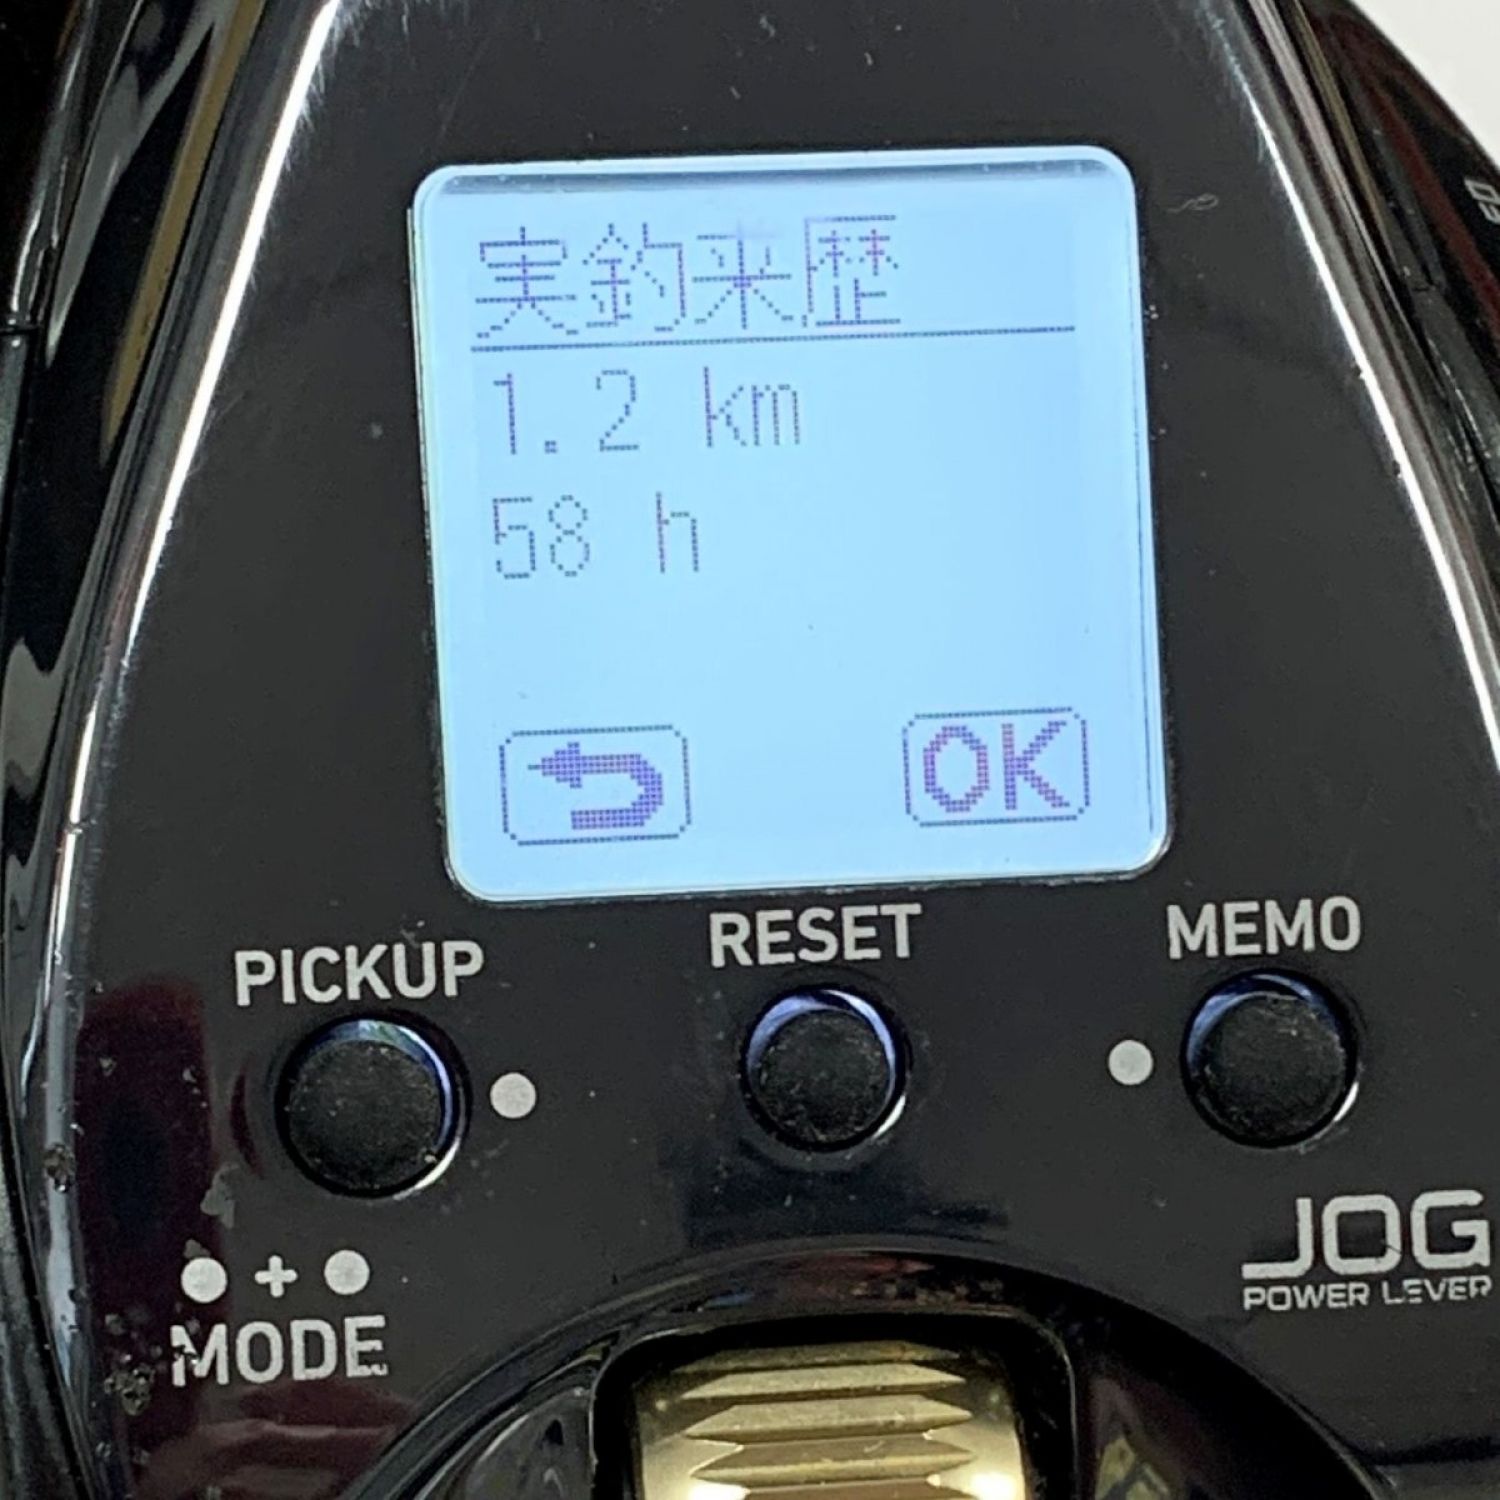 実釣来歴
1.2 km
58 h
OK
PICKUP
RESET
MEMO
+
MODE
JOG
POWER LEVER